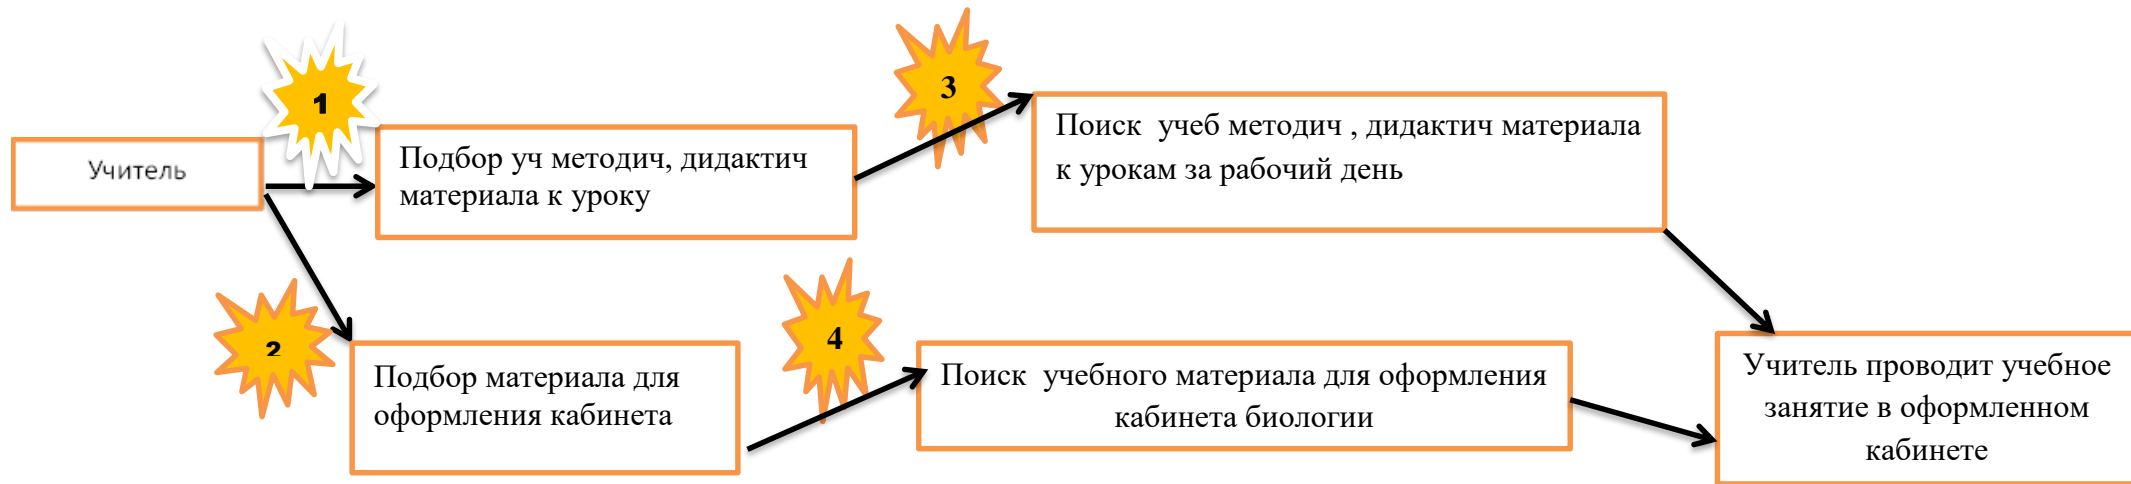 1
3
Учитель
Подбор уч методич, дидактич
материала к уроку
Поиск  учеб методич , дидактич материала
к урокам за рабочий день
2
4
Подбор материала для
оформления кабинета
Поиск  учебного материала для оформления
кабинета биологии
Учитель проводит учебное
занятие в оформленном
кабинете